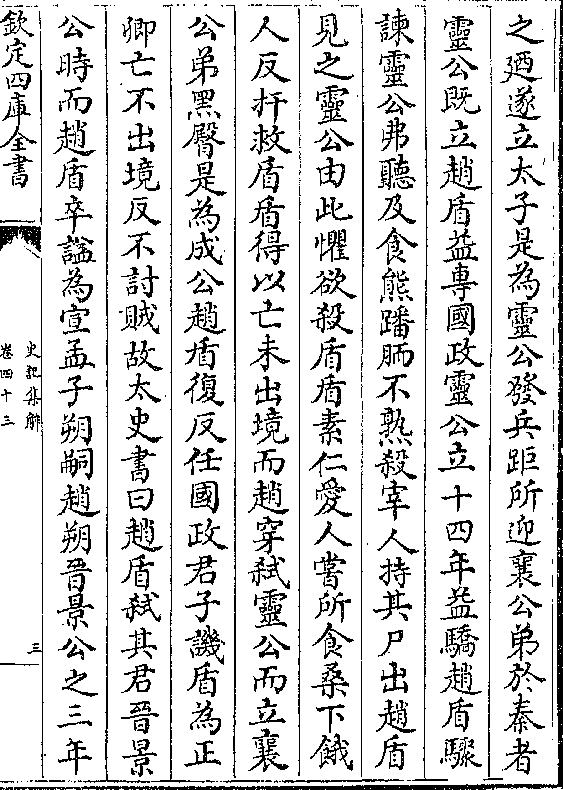 之廼遂立太子是為靈公發兵距所迎襄公弟於秦者
靈公既立趙盾益專國政靈公立十四年益驕趙盾驟
諫靈公弗聽及食熊蹯胹不熟殺宰人持其尸出趙盾
見之靈公由此懼欲殺盾盾素仁愛人嘗所食桑下餓
人反扞救盾盾得以亡未出境而趙穿弒靈公而立襄
公弟黑臀是為成公趙盾復反任國政君子譏盾為正
卿亡不出境反不討賊故太史書曰趙盾弒其君晉景
公時而趙盾卒諡為宣孟子朔嗣趙朔晉景公之三年
欽定四庫全書
史記集解
卷四十三
三